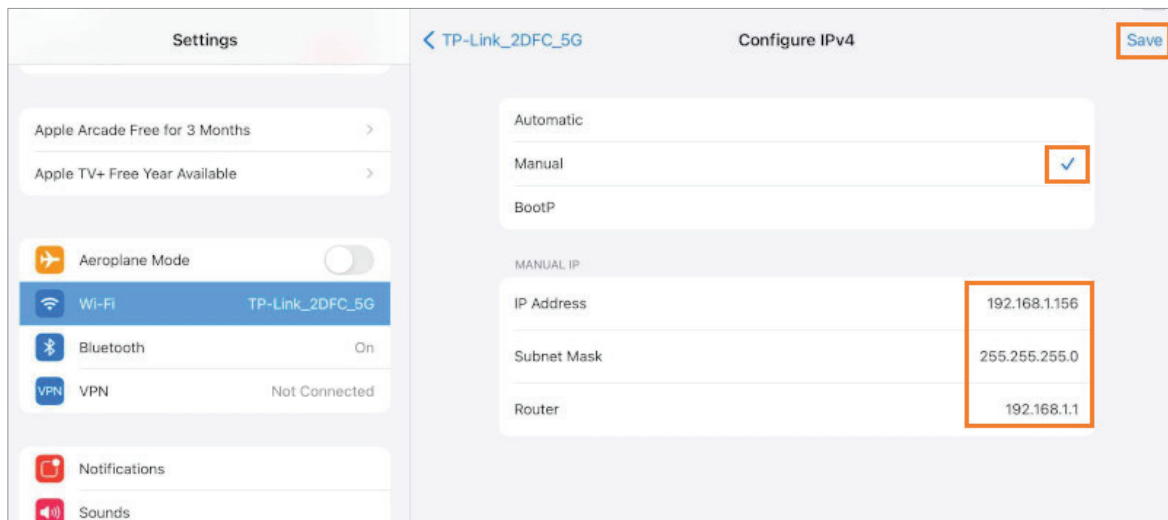 Settings
Apple Arcade Free for 3 Months
Apple TV+ Free Year Available
Aeroplane Mode
Wi-Fi TP-Link_2DFC_5G
Bluetooth On
VPN VPN Not Connected
Notifications
Sounds
TP-Link_2DFC_5G Configure IPv4 Save
Automatic
Manual
BootP
MANUAL IP
IP Address 192.168.1.156
Subnet Mask 255.255.255.0
Router 192.168.1.1